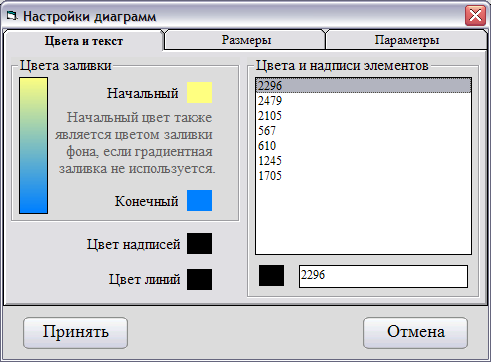 Настройки диаграмм
Цвета и текст
Размеры
Параметры
Цвета заливки
Начальный
Начальный цвет также
является цветом заливки
фона, если градиентная
заливка не используется.
Конечный
Цвет надписей
Цвет линий
Цвета и надписи элементов
2296
2479
2105
567
610
1245
1705
2296
Принять
Отмена